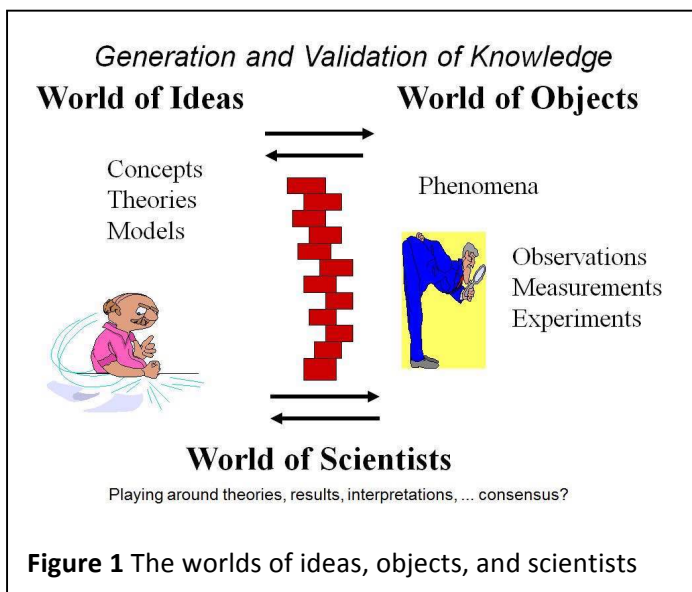 Generation and Validation of Knowledge
World of Ideas
World of Objects
Concepts
Theories
Models
Phenomena
Observations
Measurements
Experiments
World of Scientists
Playing around theories, results, interpretations, ... consensus?
Figure 1 The worlds of ideas, objects, and scientists